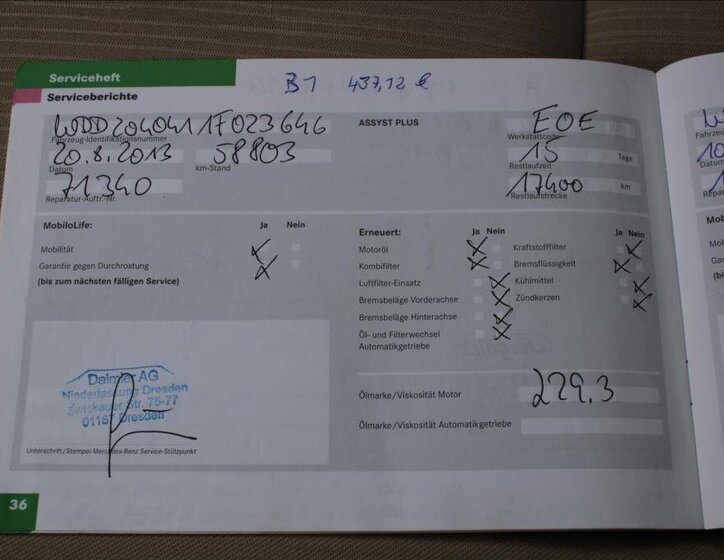 Serviceheft
B1 437,12 €
Serviceberichte
WDD2040411F023646
Fahrzeug-Identifikationsnummer
20.8.2013 58803
Datum km-Stand
71340
Reparatur-Auftr.-Nr.
ASSYST PLUS
EOE
Werkstattcode
15 Tage
Restlaufzeit
17400 km
Restlaufstrecke
MobiloLife: Ja Nein
Mobilität
Garantie gegen Durchrostung
(bis zum nächsten fälligen Service)
Erneuert: Ja Nein Ja Nein
Motoröl Kraftstofffilter
Kombifilter Bremsflüssigkeit
Luftfilter-Einsatz Kühlmittel
Bremsbeläge Vorderachse Zündkerzen
Bremsbeläge Hinterachse
Öl- und Filterwechsel
Automatikgetriebe
Daimler AG
Niederlassung Dresden
Zwickauer Str. 75-77
01187 Dresden
Unterschrift/Stempel Mercedes-Benz Service-Stützpunkt
Ölmarke/Viskosität Motor 229.3
Ölmarke/Viskosität Automatikgetriebe
36